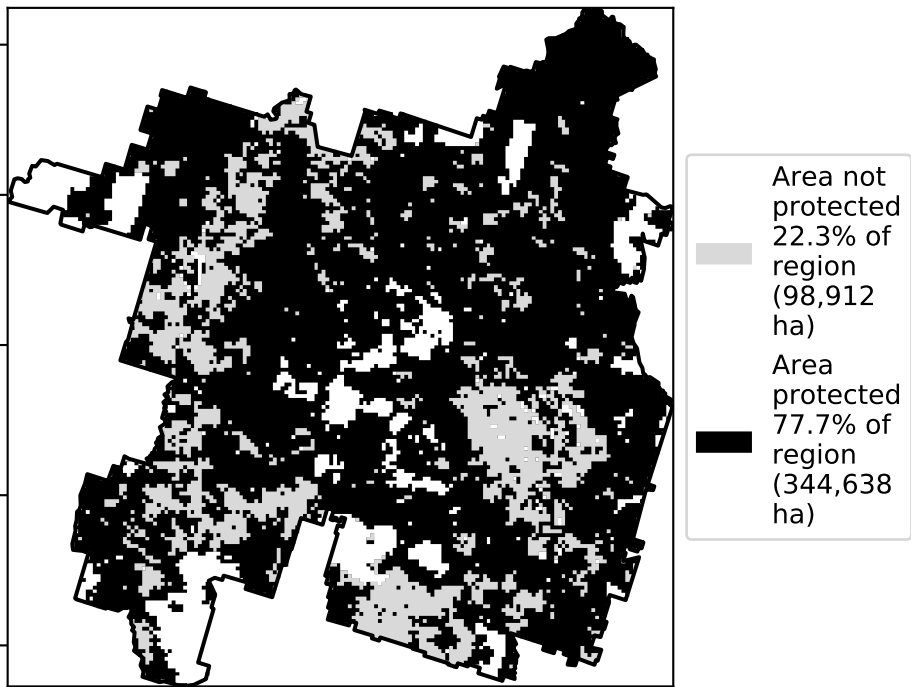 Area not
protected
22.3% of
region
(98,912
ha)
Area
protected
77.7% of
region
(344,638
ha)